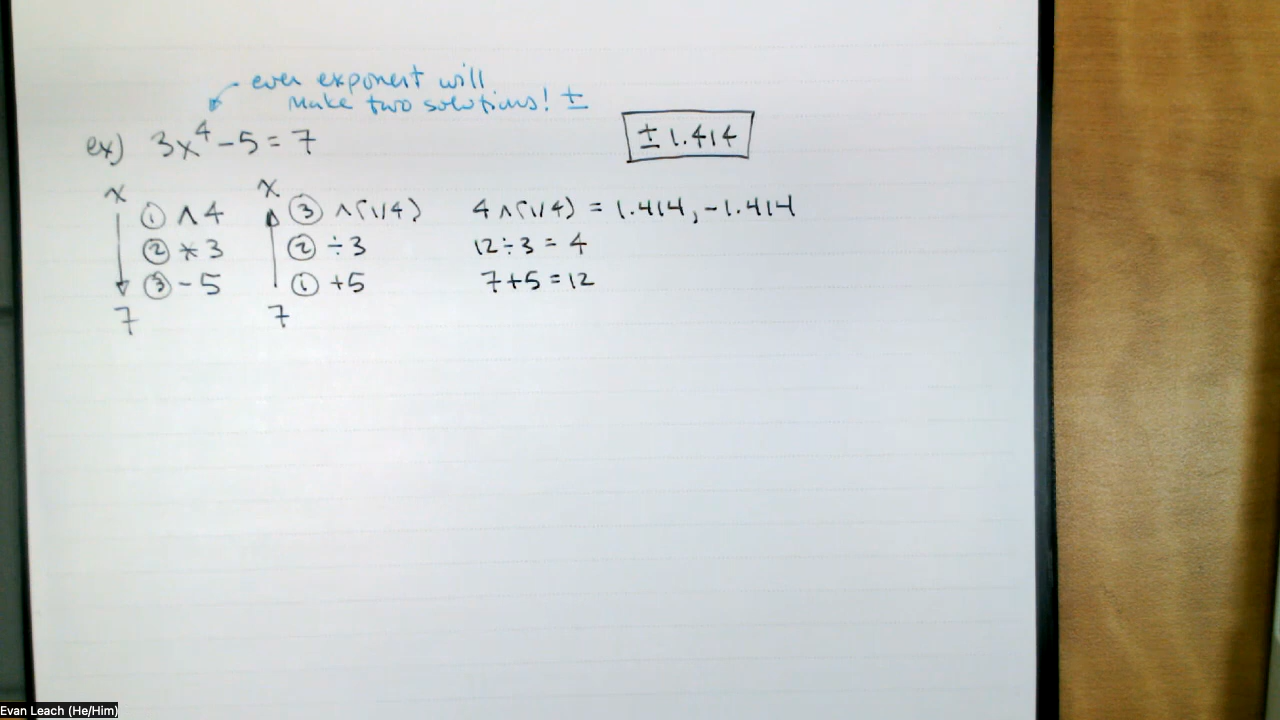 even exponent will
make two solutions! ±
ex) 3x⁴ - 5 = 7
± 1.414
x x
① ^4 ③ ^(1/4) 4^(1/4) = 1.414, -1.414
② *3 ② ÷3 12÷3 = 4
③ -5 ① +5 7+5 = 12
7 7
Evan Leach (He/Him)